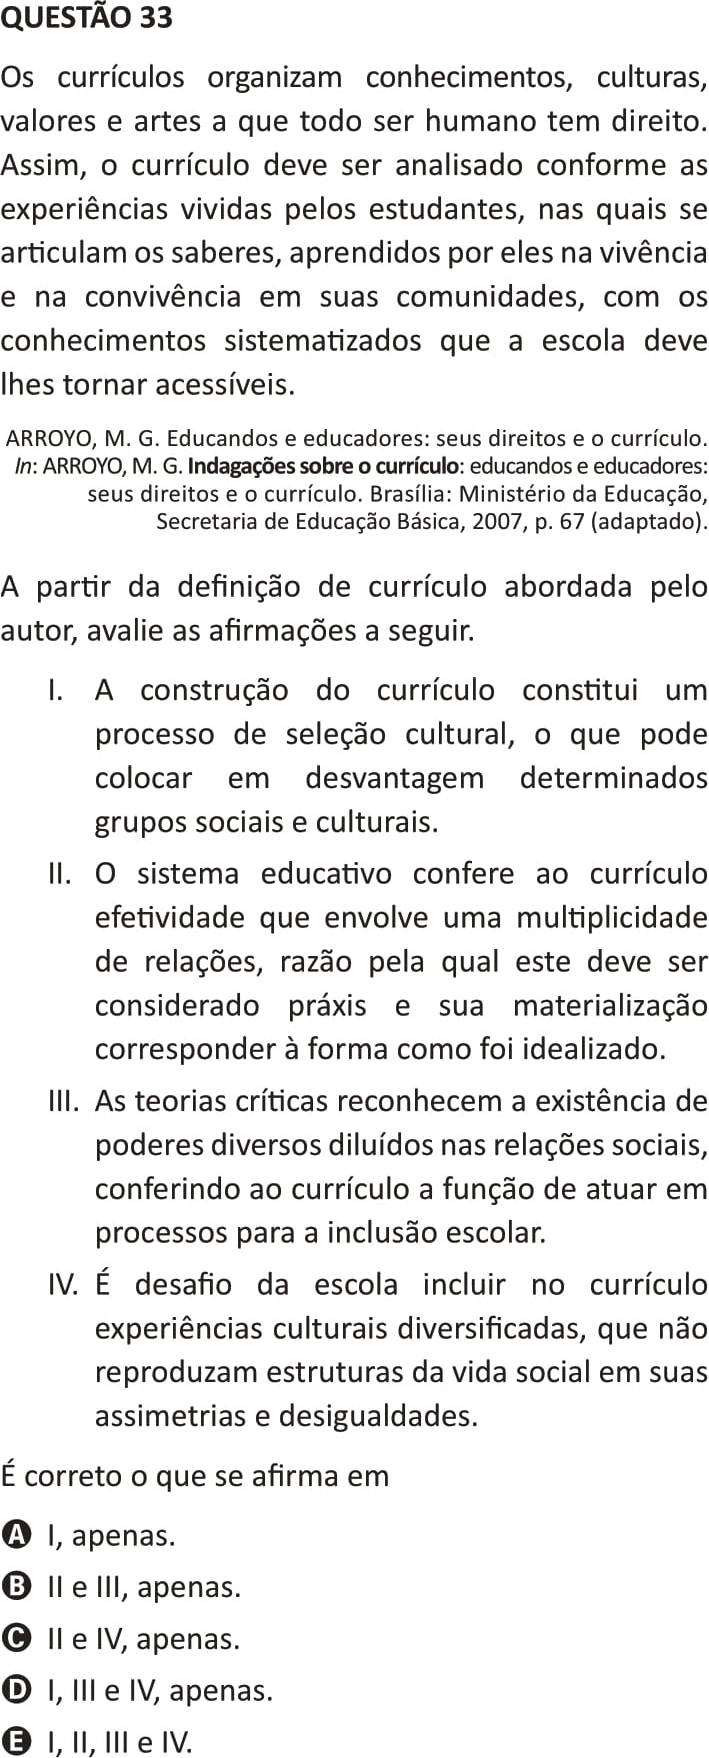 QUESTÃO 33
Os currículos organizam conhecimentos, culturas,
valores e artes a que todo ser humano tem direito.
Assim, o currículo deve ser analisado conforme as
experiências vividas pelos estudantes, nas quais se
articulam os saberes, aprendidos por eles na vivência
e na convivência em suas comunidades, com os
conhecimentos sistematizados que a escola deve
lhes tornar acessíveis.
ARROYO, M. G. Educandos e educadores: seus direitos e o currículo.
In: ARROYO, M. G. Indagações sobre o currículo: educandos e educadores:
seus direitos e o currículo. Brasília: Ministério da Educação,
Secretaria de Educação Básica, 2007, p. 67 (adaptado).
A partir da definição de currículo abordada pelo
autor, avalie as afirmações a seguir.
I. A construção do currículo constitui um
processo de seleção cultural, o que pode
colocar em desvantagem determinados
grupos sociais e culturais.
II. O sistema educativo confere ao currículo
efetividade que envolve uma multiplicidade
de relações, razão pela qual este deve ser
considerado práxis e sua materialização
corresponder à forma como foi idealizado.
III. As teorias críticas reconhecem a existência de
poderes diversos diluídos nas relações sociais,
conferindo ao currículo a função de atuar em
processos para a inclusão escolar.
IV. É desafio da escola incluir no currículo
experiências culturais diversificadas, que não
reproduzam estruturas da vida social em suas
assimetrias e desigualdades.
É correto o que se afirma em
A I, apenas.
B II e III, apenas.
C II e IV, apenas.
D I, III e IV, apenas.
E I, II, III e IV.